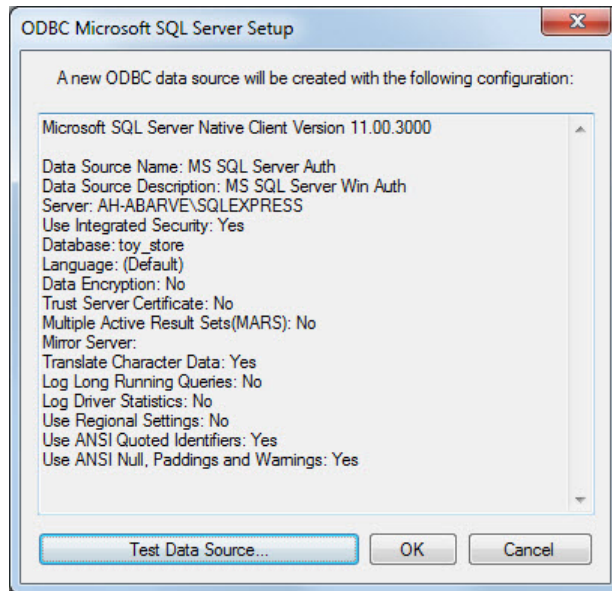 ODBC Microsoft SQL Server Setup
A new ODBC data source will be created with the following configuration:
Microsoft SQL Server Native Client Version 11.00.3000
Data Source Name: MS SQL Server Auth
Data Source Description: MS SQL Server Win Auth
Server: AH-ABARVE\SQLEXPRESS
Use Integrated Security: Yes
Database: toy_store
Language: (Default)
Data Encryption: No
Trust Server Certificate: No
Multiple Active Result Sets(MARS): No
Mirror Server:
Translate Character Data: Yes
Log Long Running Queries: No
Log Driver Statistics: No
Use Regional Settings: No
Use ANSI Quoted Identifiers: Yes
Use ANSI Null, Paddings and Warnings: Yes
Test Data Source...
OK
Cancel